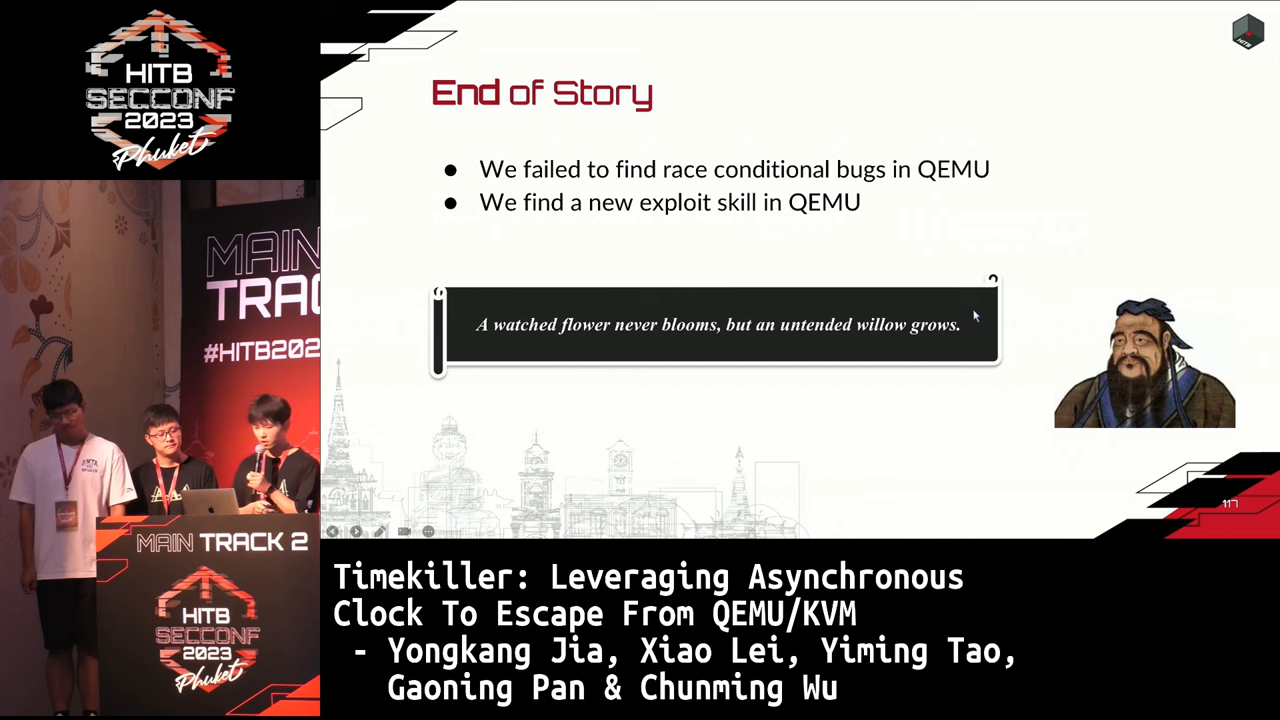 HITB
SECCONF
2023
Phuket
HITB
End of Story
● We failed to find race conditional bugs in QEMU
● We find a new exploit skill in QEMU
A watched flower never blooms, but an untended willow grows.
117
MAIN
TRAC
#HITB202
MAIN TRACK 2
HITB
SECCONF
2023
Phuket
Timekiller: Leveraging Asynchronous
Clock To Escape From QEMU/KVM
- Yongkang Jia, Xiao Lei, Yiming Tao,
Gaoning Pan & Chunming Wu